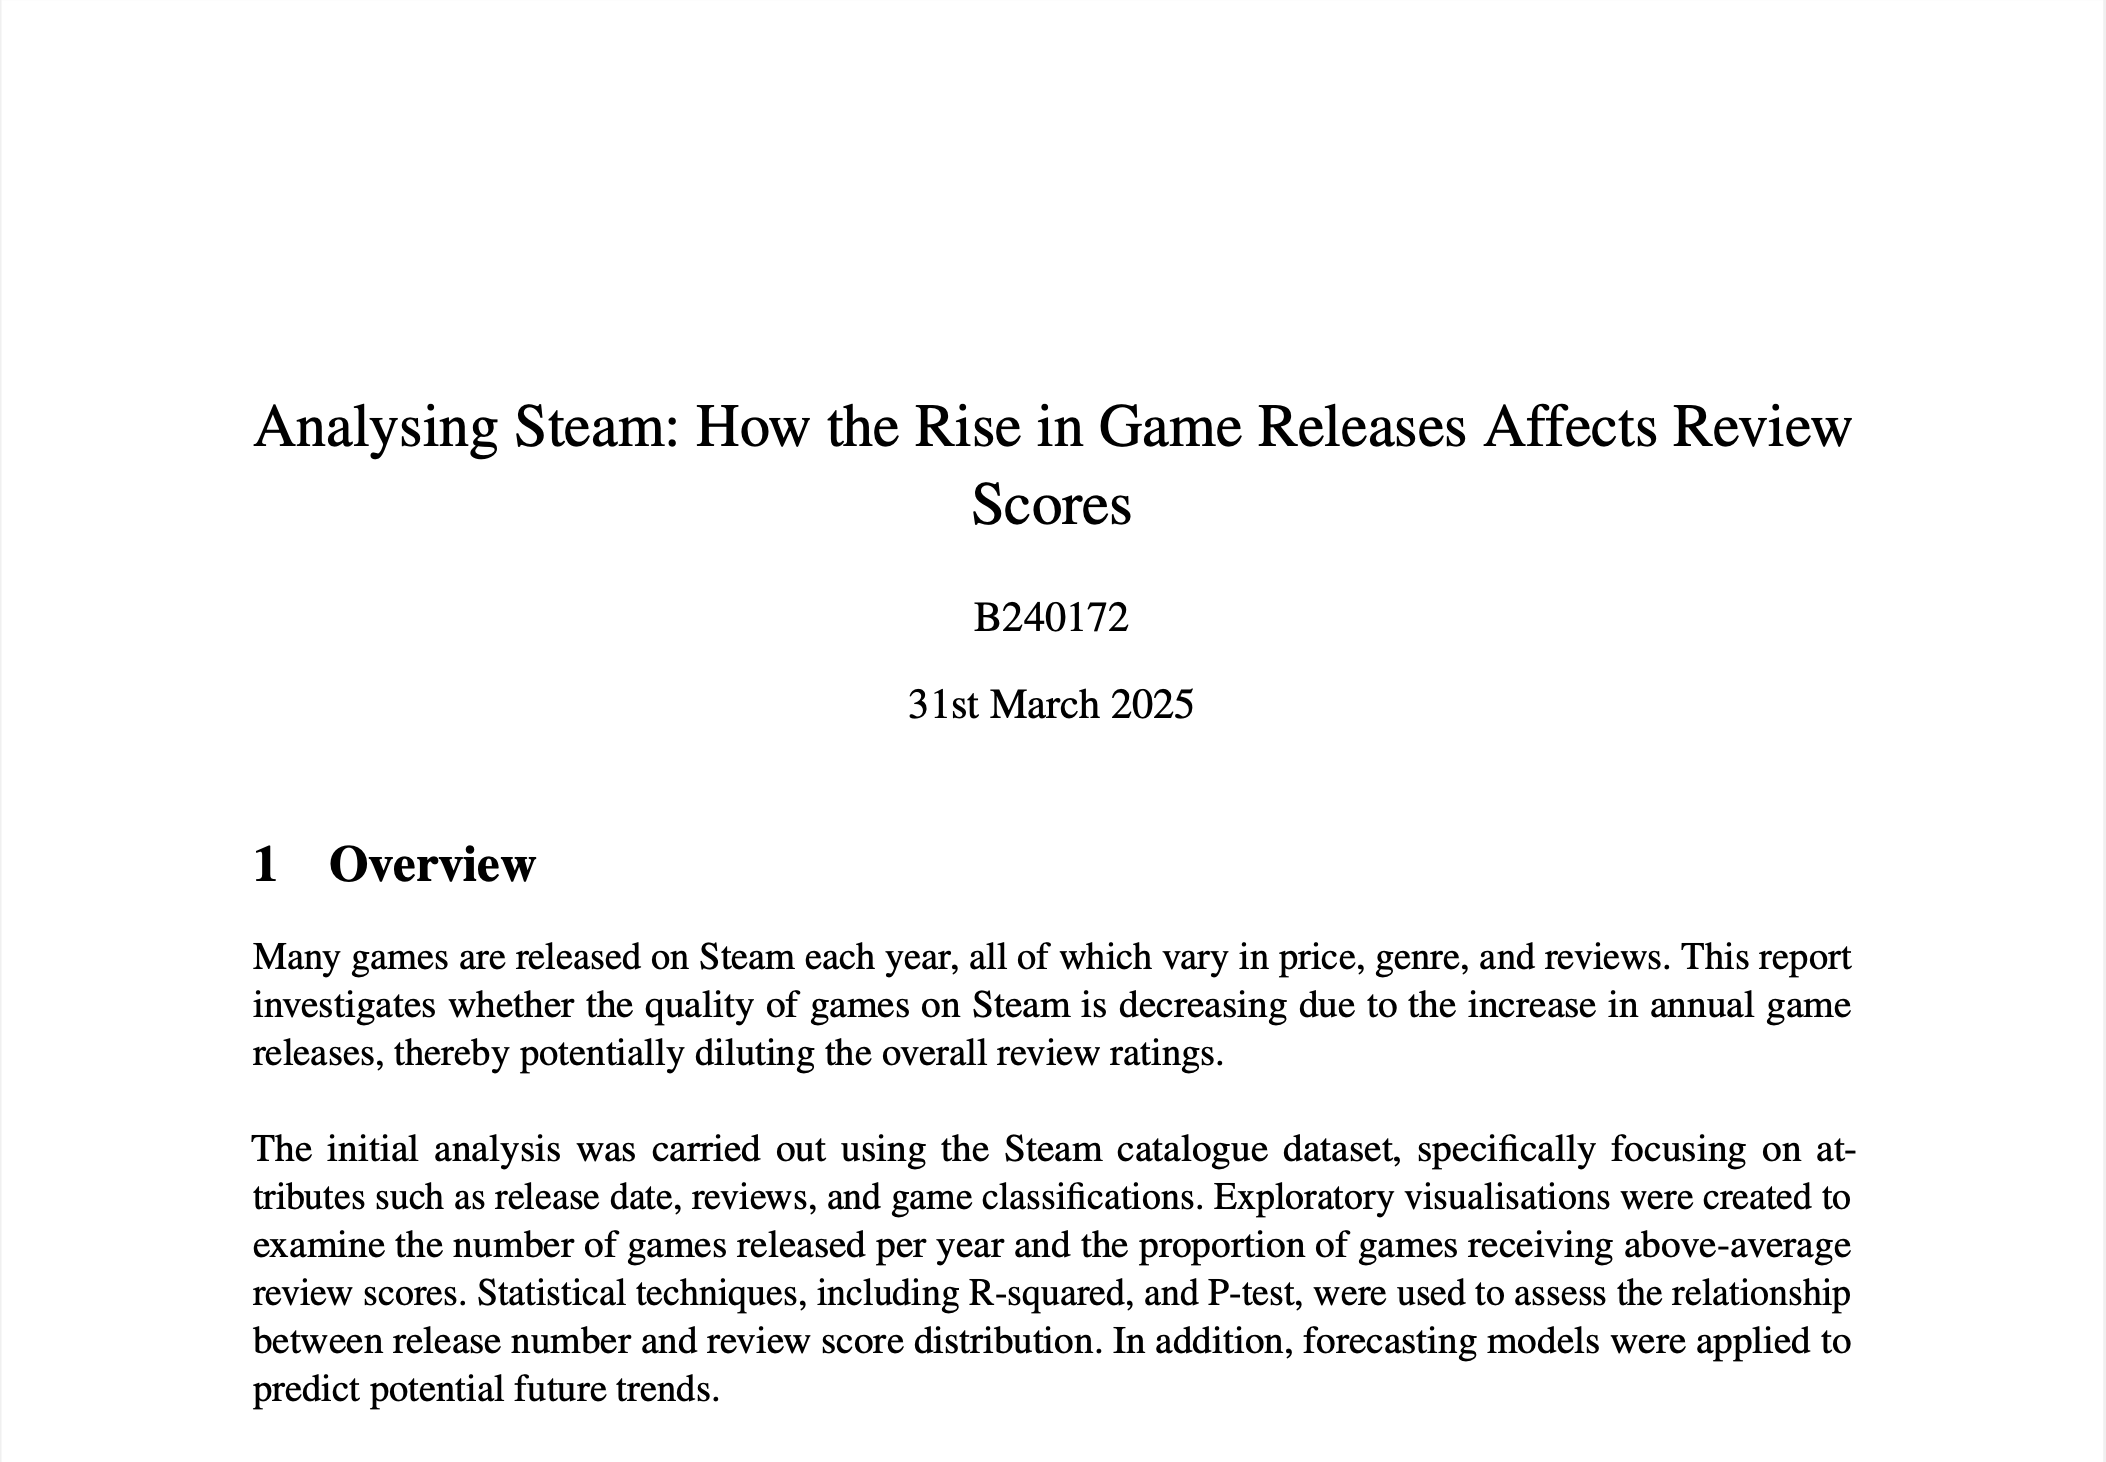 Analysing Steam: How the Rise in Game Releases Affects Review
Scores
B240172
31st March 2025
1 Overview
Many games are released on Steam each year, all of which vary in price, genre, and reviews. This report
investigates whether the quality of games on Steam is decreasing due to the increase in annual game
releases, thereby potentially diluting the overall review ratings.
The initial analysis was carried out using the Steam catalogue dataset, specifically focusing on at-
tributes such as release date, reviews, and game classifications. Exploratory visualisations were created to
examine the number of games released per year and the proportion of games receiving above-average
review scores. Statistical techniques, including R-squared, and P-test, were used to assess the relationship
between release number and review score distribution. In addition, forecasting models were applied to
predict potential future trends.